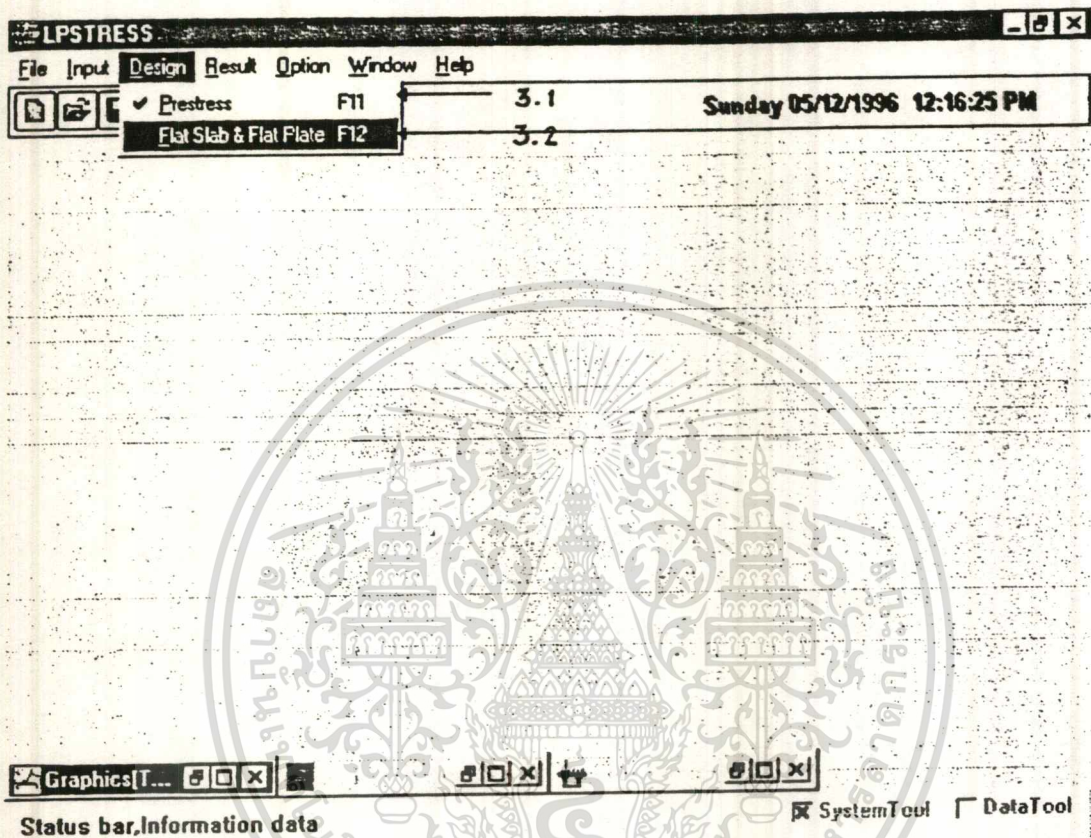 LPSTRESS
File Input Design Result Option Window Help
✔ Prestress F11 3.1 Sunday 05/12/1996 12:16:25 PM
Flat Slab & Flat Plate F12 3.2
Graphics[T...
SystemTool DataTool
Status bar,Information data